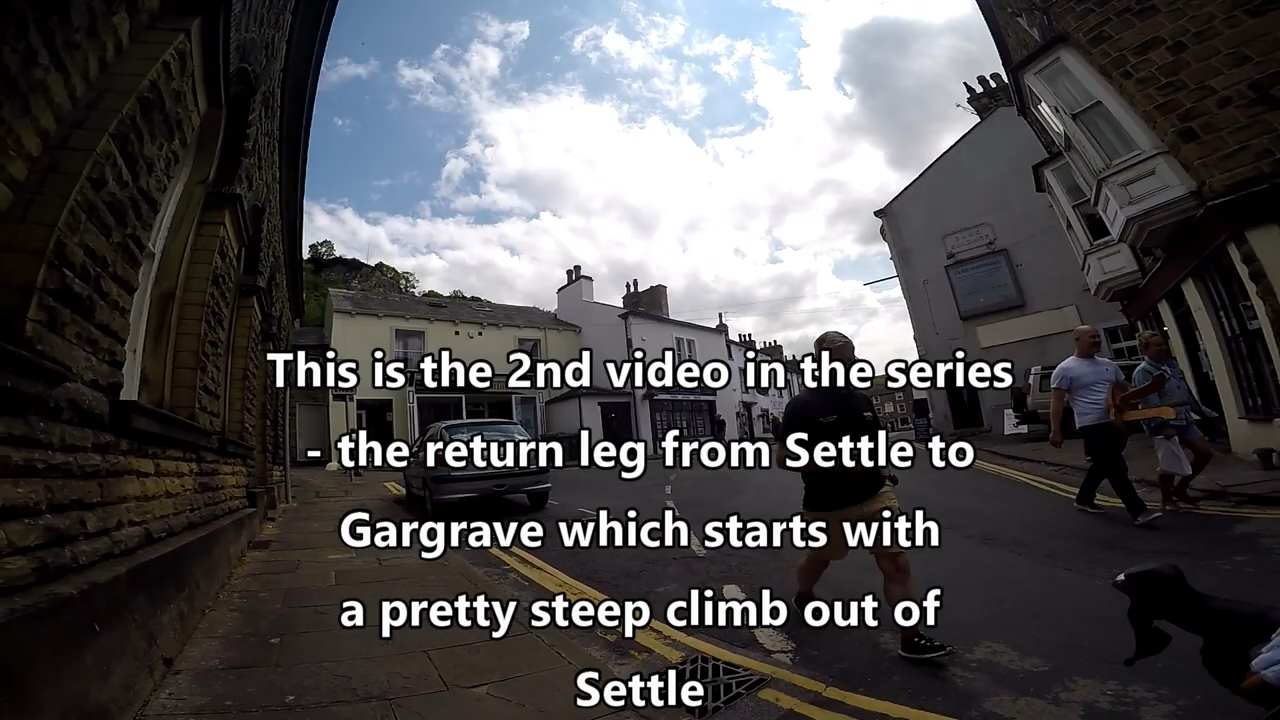 This is the 2nd video in the series
- the return leg from Settle to
Gargrave which starts with
a pretty steep climb out of
Settle